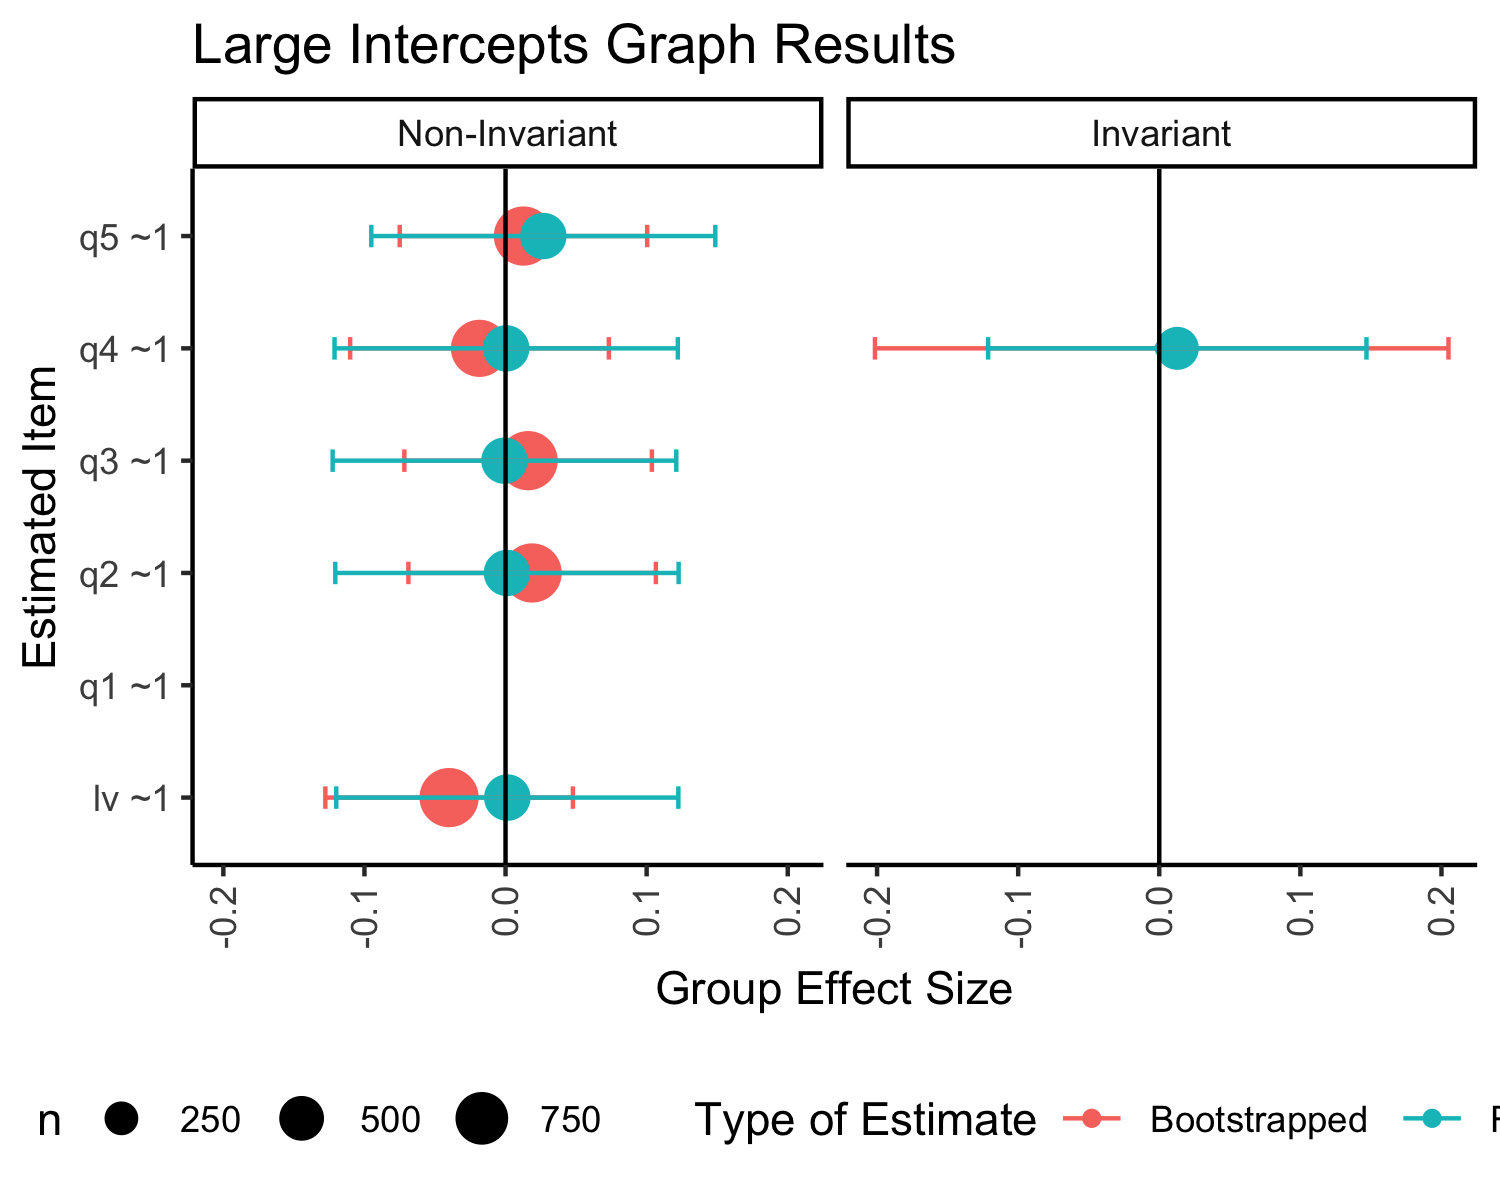 Large Intercepts Graph Results
Non-Invariant
Invariant
Estimated Item
q5 ~1
q4 ~1
q3 ~1
q2 ~1
q1 ~1
lv ~1
-0.2 -0.1 0.0 0.1 0.2
-0.2 -0.1 0.0 0.1 0.2
Group Effect Size
n 250 500 750 Type of Estimate Bootstrapped